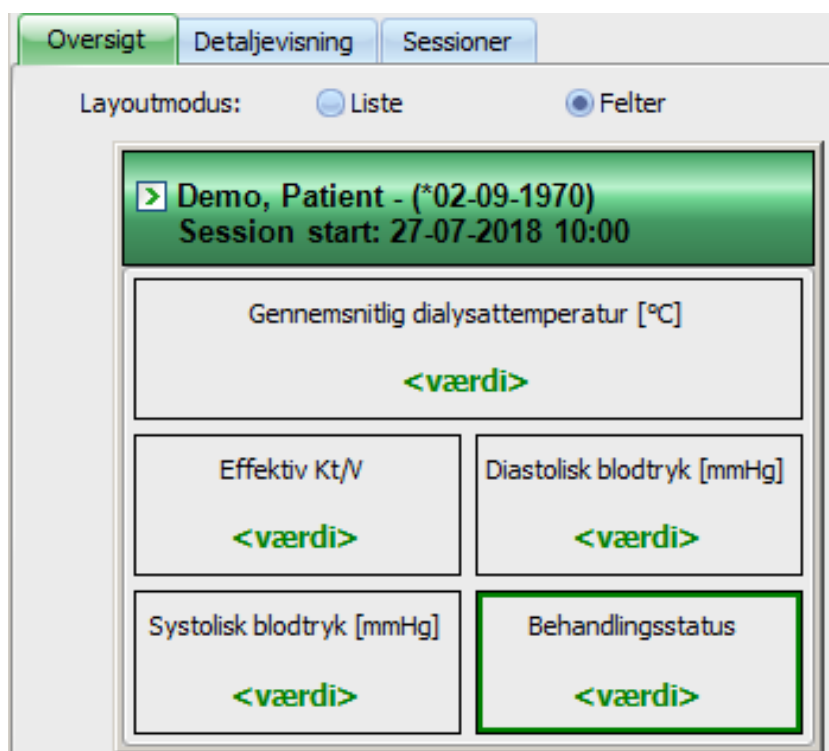 Oversigt Detaljevisning Sessioner
Layoutmodus: Liste Felter
Demo, Patient - (*02-09-1970)
Session start: 27-07-2018 10:00
Gennemsnitlig dialysattemperatur [°C]
<værdi>
Effektiv Kt/V Diastolisk blodtryk [mmHg]
<værdi> <værdi>
Systolisk blodtryk [mmHg] Behandlingsstatus
<værdi> <værdi>